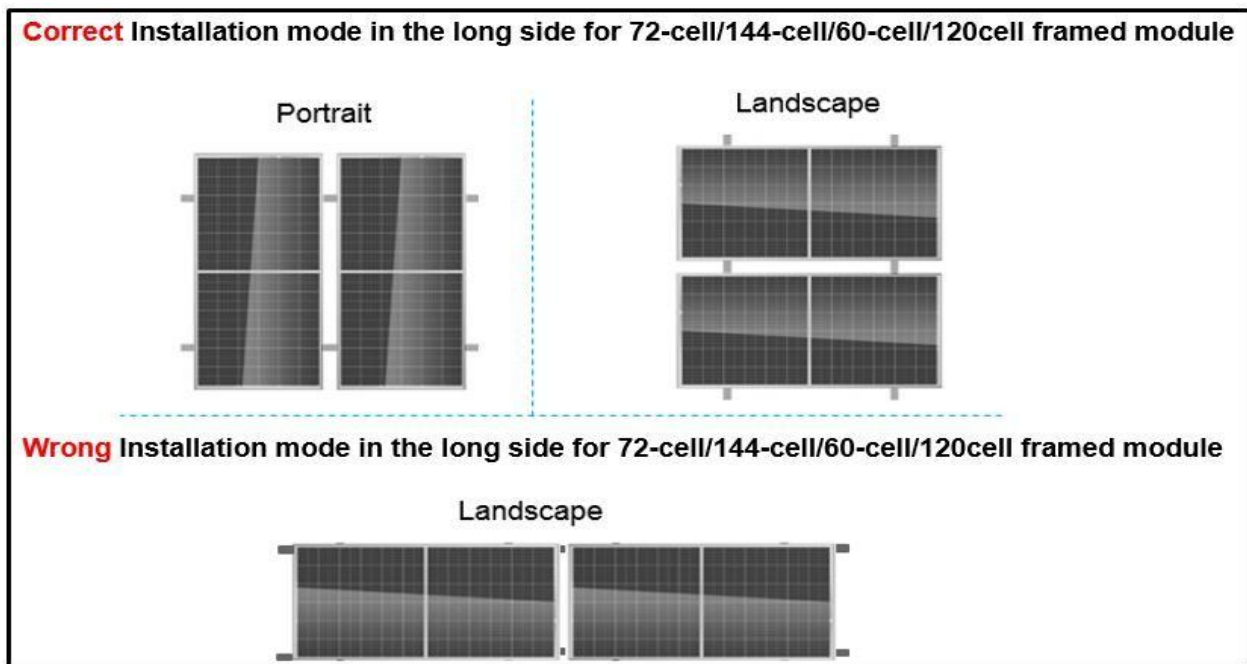 Correct Installation mode in the long side for 72-cell/144-cell/60-cell/120cell framed module
Portrait
Landscape
Wrong Installation mode in the long side for 72-cell/144-cell/60-cell/120cell framed module
Landscape